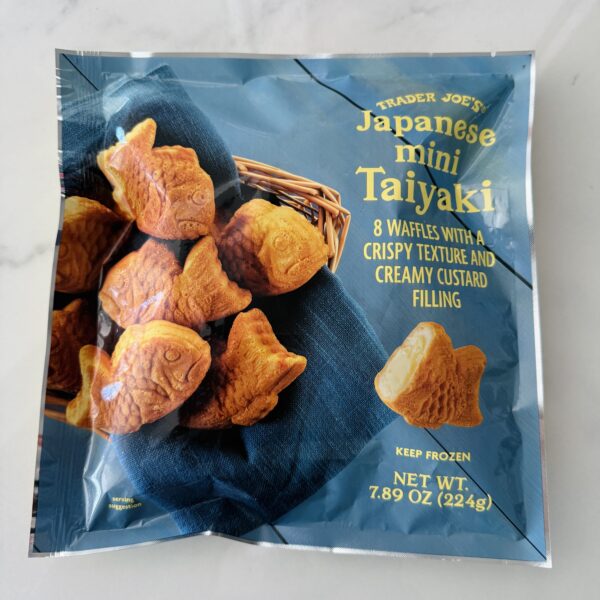 TRADER JOE'S
Japanese
mini
Taiyaki
8 WAFFLES WITH A
CRISPY TEXTURE AND
CREAMY CUSTARD
FILLING
KEEP FROZEN
NET WT.
7.89 OZ (224g)
serving
suggestion